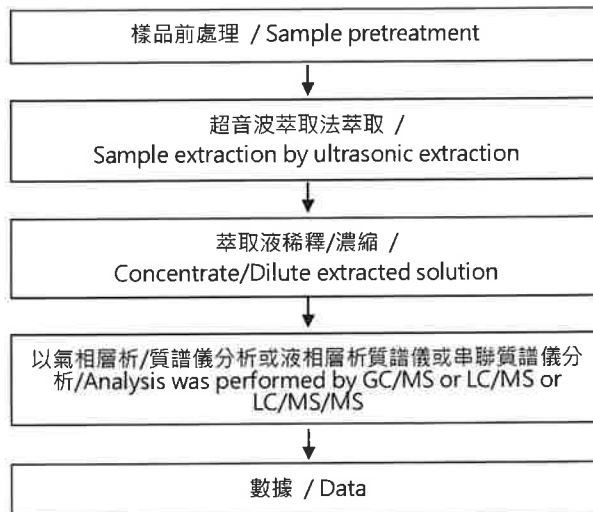 樣品前處理 / Sample pretreatment
超音波萃取法萃取 /
Sample extraction by ultrasonic extraction
萃取液稀釋/濃縮 /
Concentrate/Dilute extracted solution
以氣相層析/質譜儀分析或液相層析質譜儀或串聯質譜儀分
析/Analysis was performed by GC/MS or LC/MS or
LC/MS/MS
數據 / Data